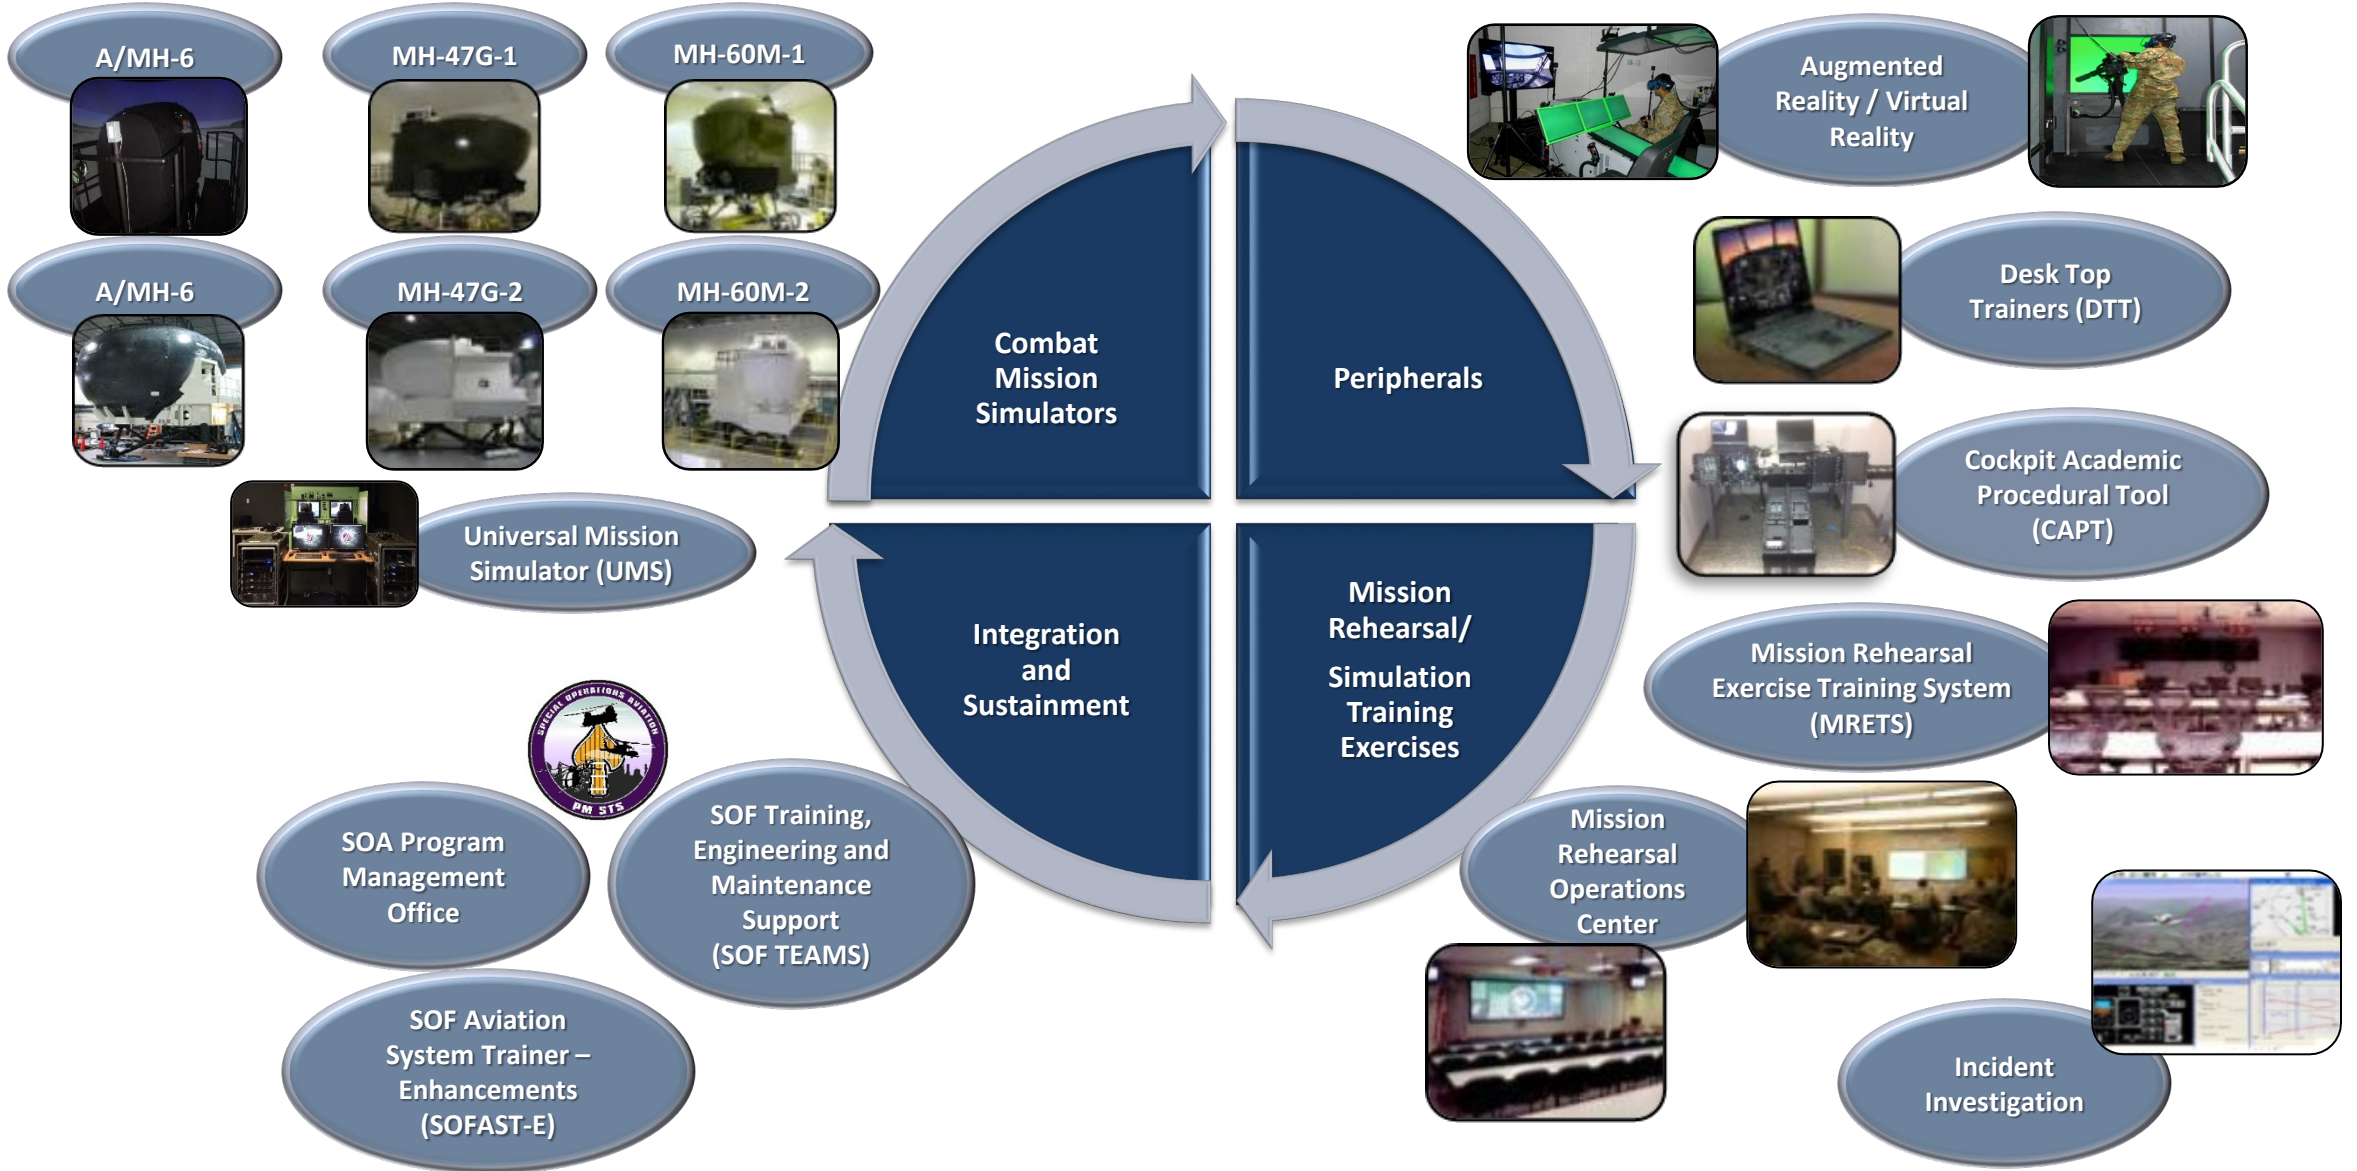 A/MH-6
MH-47G-1
MH-60M-1
A/MH-6
MH-47G-2
MH-60M-2
Universal Mission
Simulator (UMS)
Combat
Mission
Simulators
Peripherals
Augmented
Reality / Virtual
Reality
Desk Top
Trainers (DTT)
Cockpit Academic
Procedural Tool
(CAPT)
Integration
and
Sustainment
Mission
Rehearsal/
Simulation
Training
Exercises
Mission Rehearsal
Exercise Training System
(MRETS)
Mission
Rehearsal
Operations
Center
Incident
Investigation
SPECIAL OPERATIONS AVIATION
PM STS
SOA Program
Management
Office
SOF Training,
Engineering and
Maintenance
Support
(SOF TEAMS)
SOF Aviation
System Trainer –
Enhancements
(SOFAST-E)